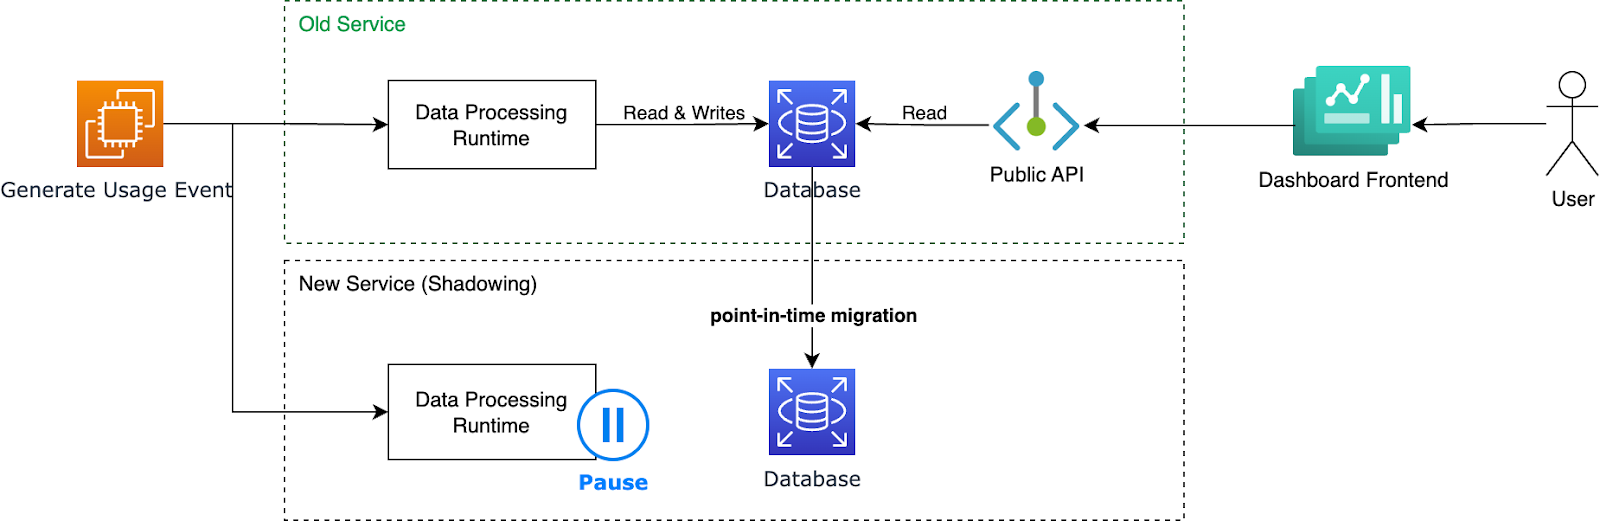 Old Service
Generate Usage Event
Data Processing
Runtime
Read & Writes
Database
Read
Public API
Dashboard Frontend
User
New Service (Shadowing)
point-in-time migration
Data Processing
Runtime
Pause
Database